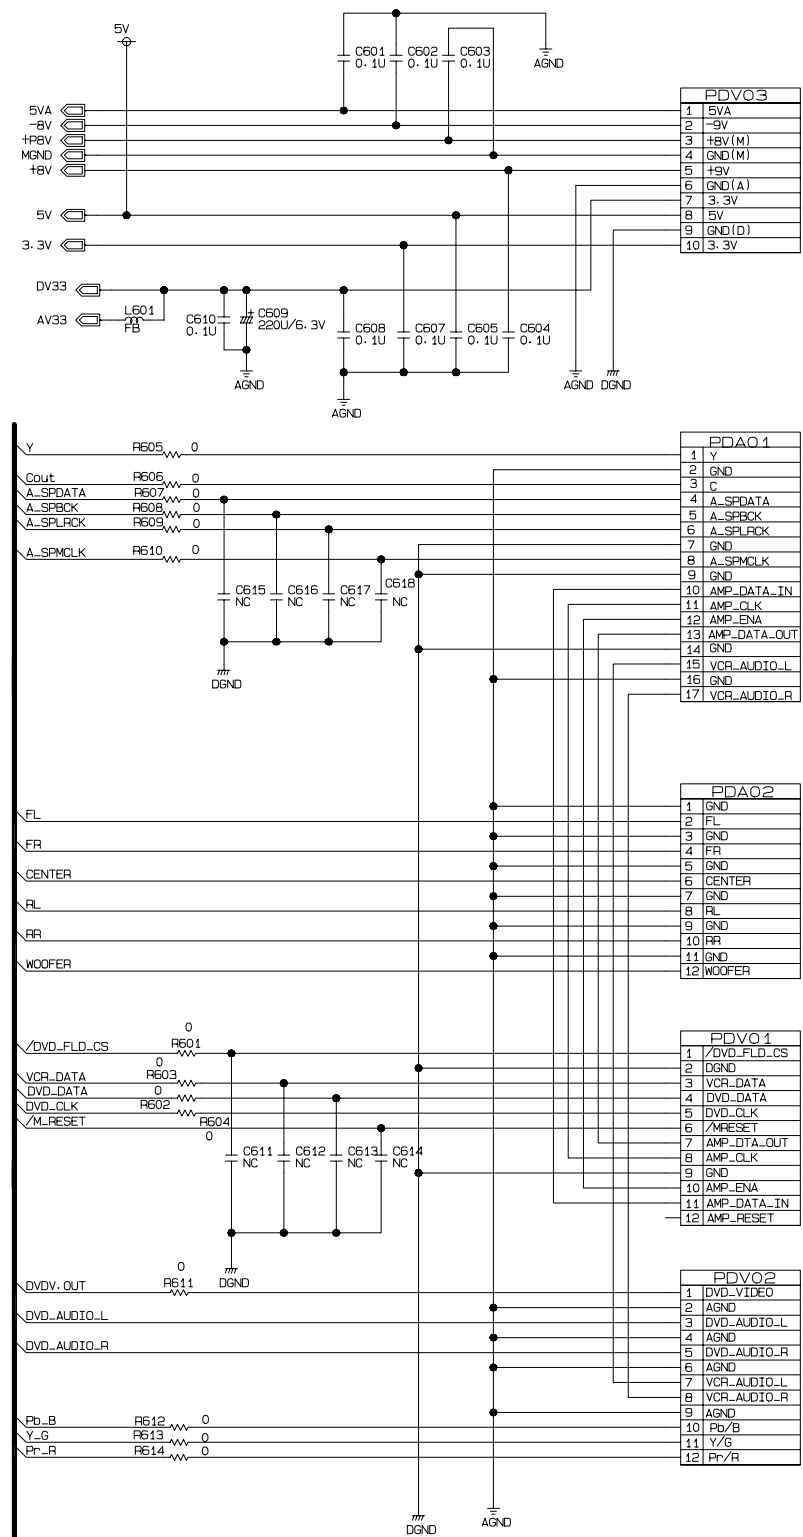 5V
C601
0.1U
C602
0.1U
C603
0.1U
AGND
5VA
-8V
+P8V
MGND
+8V
5V
3.3V
DV33
AV33
L601
FB
C610
0.1U
+
C609
220U/6.3V
C608
0.1U
C607
0.1U
C605
0.1U
C604
0.1U
AGND
AGND
AGND
DGND
PDV03
1 5VA
2 -9V
3 +8V(M)
4 GND(M)
5 +9V
6 GND(A)
7 3.3V
8 5V
9 GND(D)
10 3.3V
Y
R605 0
Cout
R606 0
A_SPDATA
R607 0
A_SPBCK
R608 0
A_SPLRCK
R609 0
A_SPMCLK
R610 0
C615
NC
C616
NC
C617
NC
C618
NC
DGND
PDA01
1 Y
2 GND
3 C
4 A_SPDATA
5 A_SPBCK
6 A_SPLRCK
7 GND
8 A_SPMCLK
9 GND
10 AMP_DATA_IN
11 AMP_CLK
12 AMP_ENA
13 AMP_DATA_OUT
14 GND
15 VCR_AUDIO_L
16 GND
17 VCR_AUDIO_R
FL
FR
CENTER
RL
RR
WOOFER
PDA02
1 GND
2 FL
3 GND
4 FR
5 GND
6 CENTER
7 GND
8 RL
9 GND
10 RR
11 GND
12 WOOFER
/DVD_FLD_CS
0
R601
VCR_DATA
0
R603
DVD_DATA
0
DVD_CLK
R602
/M_RESET
R604
0
C611
NC
C612
NC
C613
NC
C614
NC
DGND
PDV01
1 /DVD_FLD_CS
2 DGND
3 VCR_DATA
4 DVD_DATA
5 DVD_CLK
6 /MRESET
7 AMP_DTA_OUT
8 AMP_CLK
9 GND
10 AMP_ENA
11 AMP_DATA_IN
12 AMP_RESET
DVDV.OUT
0
R611
DVD_AUDIO_L
DVD_AUDIO_R
Pb_B
R612 0
Y_G
R613 0
Pr_R
R614 0
PDV02
1 DVD_VIDEO
2 AGND
3 DVD_AUDIO_L
4 AGND
5 DVD_AUDIO_R
6 AGND
7 VCR_AUDIO_L
8 VCR_AUDIO_R
9 AGND
10 Pb/B
11 Y/G
12 Pr/R
DGND
AGND